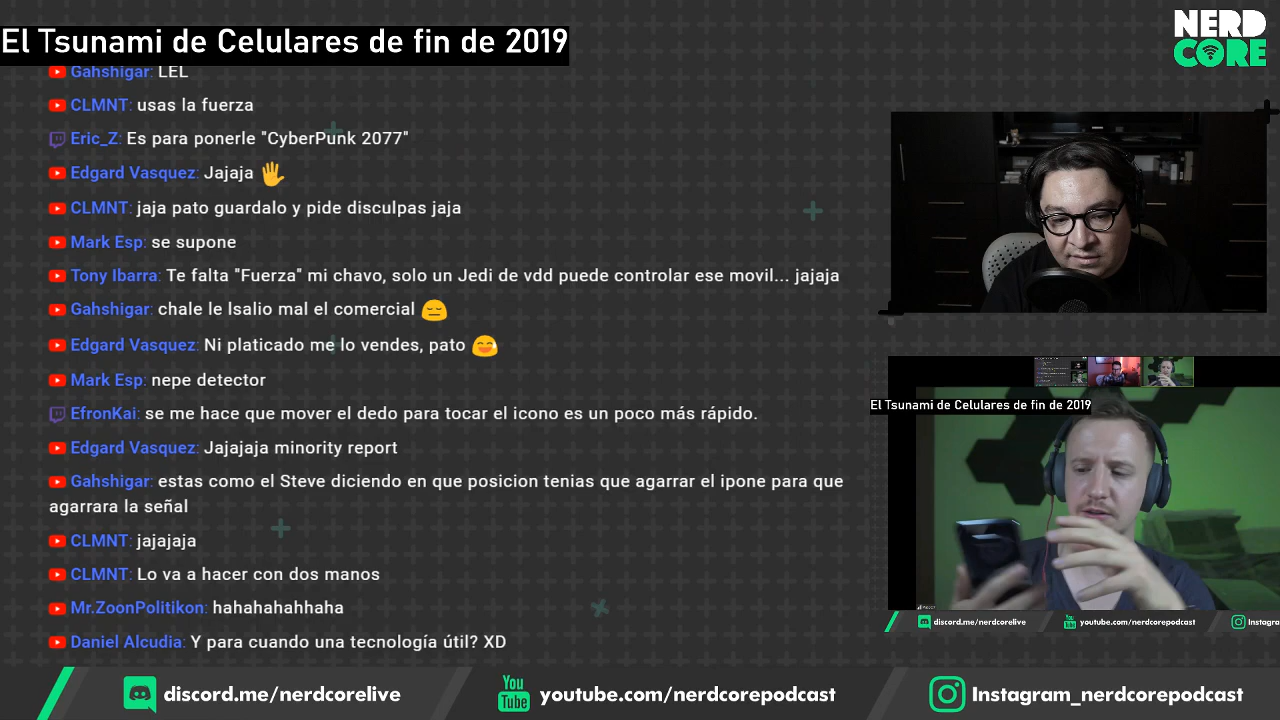 El Tsunami de Celulares de fin de 2019
NERD
CORE
Gahshigar: LEL
CLMNT: usas la fuerza
Eric_Z: Es para ponerle "CyberPunk 2077"
Edgard Vasquez: Jajaja 🖐
CLMNT: jaja pato guardalo y pide disculpas jaja
Mark Esp: se supone
Tony Ibarra: Te falta "Fuerza" mi chavo, solo un Jedi de vdd puede controlar ese movil... jajaja
Gahshigar: chale le lsalio mal el comercial 😑
Edgard Vasquez: Ni platicado me lo vendes, pato 😅
Mark Esp: nepe detector
EfronKai: se me hace que mover el dedo para tocar el icono es un poco más rápido.
Edgard Vasquez: Jajajaja minority report
Gahshigar: estas como el Steve diciendo en que posicion tenias que agarrar el ipone para que
agarrara la señal
CLMNT: jajajaja
CLMNT: Lo va a hacer con dos manos
Mr.ZoonPolitikon: hahahahahhaha
Daniel Alcudia: Y para cuando una tecnología útil? XD
El Tsunami de Celulares de fin de 2019
discord.me/nerdcorelive
youtube.com/nerdcorepodcast
Instagra
discord.me/nerdcorelive
You
Tube
youtube.com/nerdcorepodcast
Instagram_nerdcorepodcast